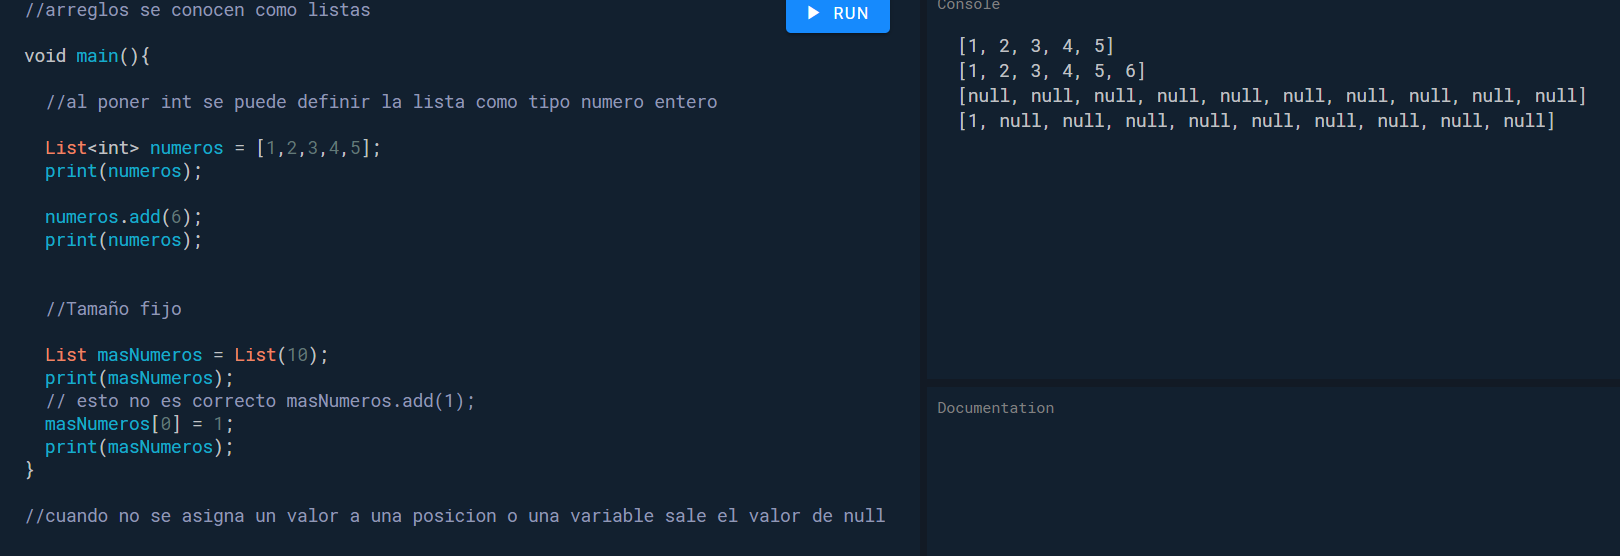 //arreglos se conocen como listas
RUN
void main(){
//al poner int se puede definir la lista como tipo numero entero
List<int> numeros = [1,2,3,4,5];
print(numeros);
numeros.add(6);
print(numeros);
//Tamaño fijo
List masNumeros = List(10);
print(masNumeros);
// esto no es correcto masNumeros.add(1);
masNumeros[0] = 1;
print(masNumeros);
}
//cuando no se asigna un valor a una posicion o una variable sale el valor de null
Console
[1, 2, 3, 4, 5]
[1, 2, 3, 4, 5, 6]
[null, null, null, null, null, null, null, null, null, null]
[1, null, null, null, null, null, null, null, null, null]
Documentation